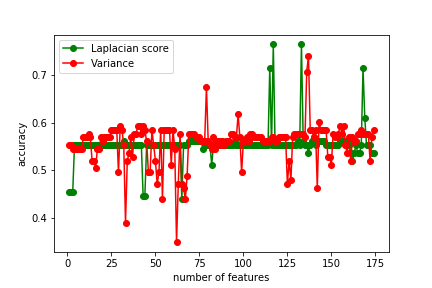 Laplacian score
Variance
0.7
0.6
0.5
0.4
accuracy
0 25 50 75 100 125 150 175
number of features